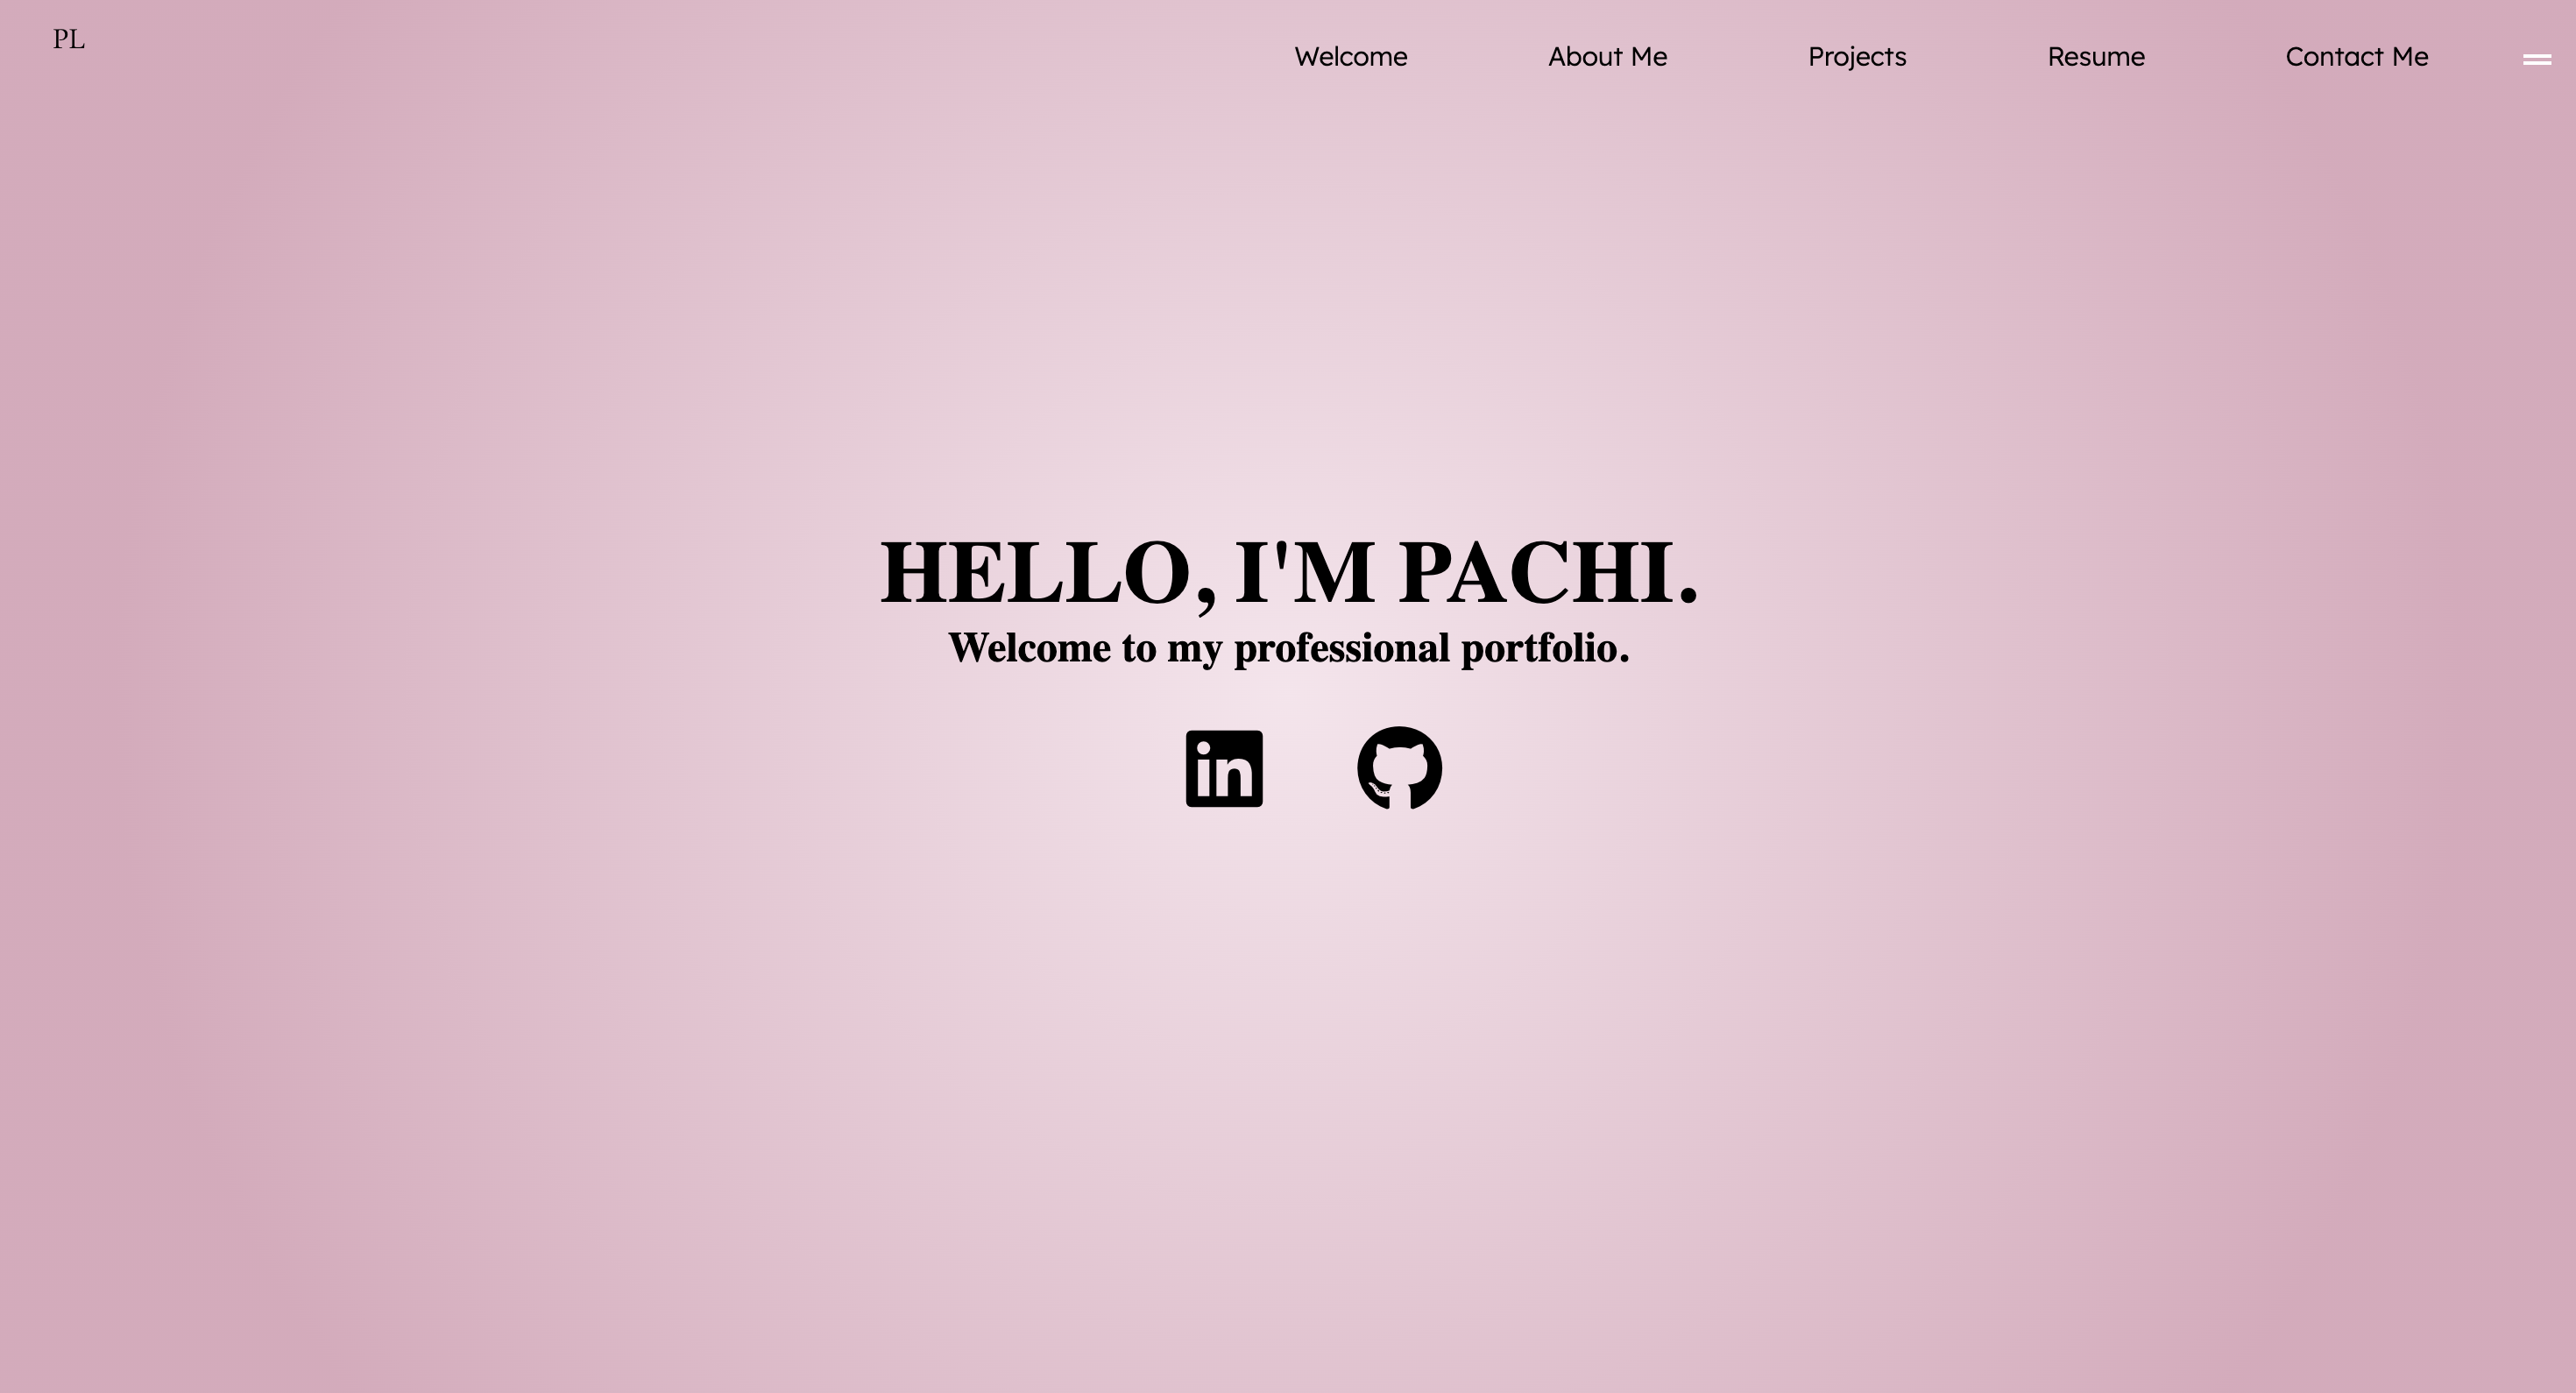 PL
Welcome
About Me
Projects
Resume
Contact Me
HELLO, I'M PACHI.
Welcome to my professional portfolio.
in